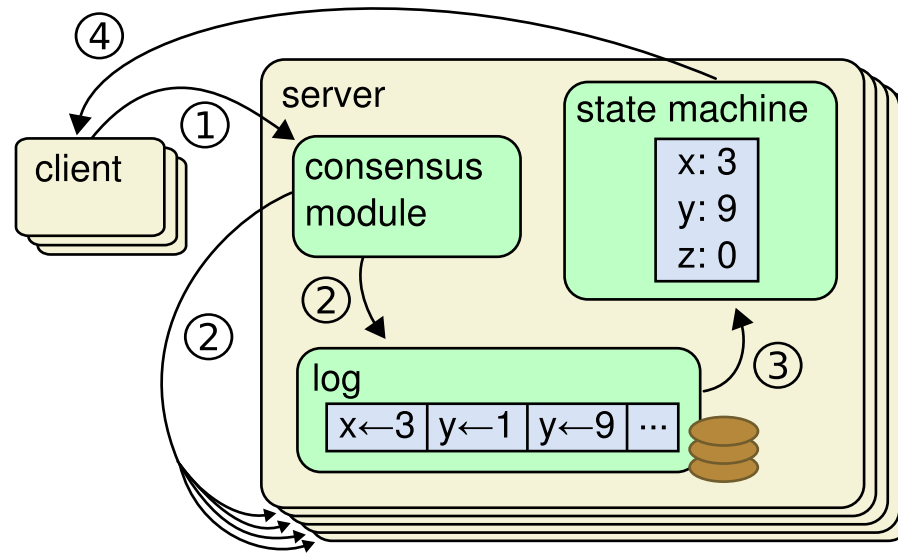 ④
①
server
client
consensus
module
state machine
x: 3
y: 9
z: 0
②
②
③
log
x←3 y←1 y←9 ···